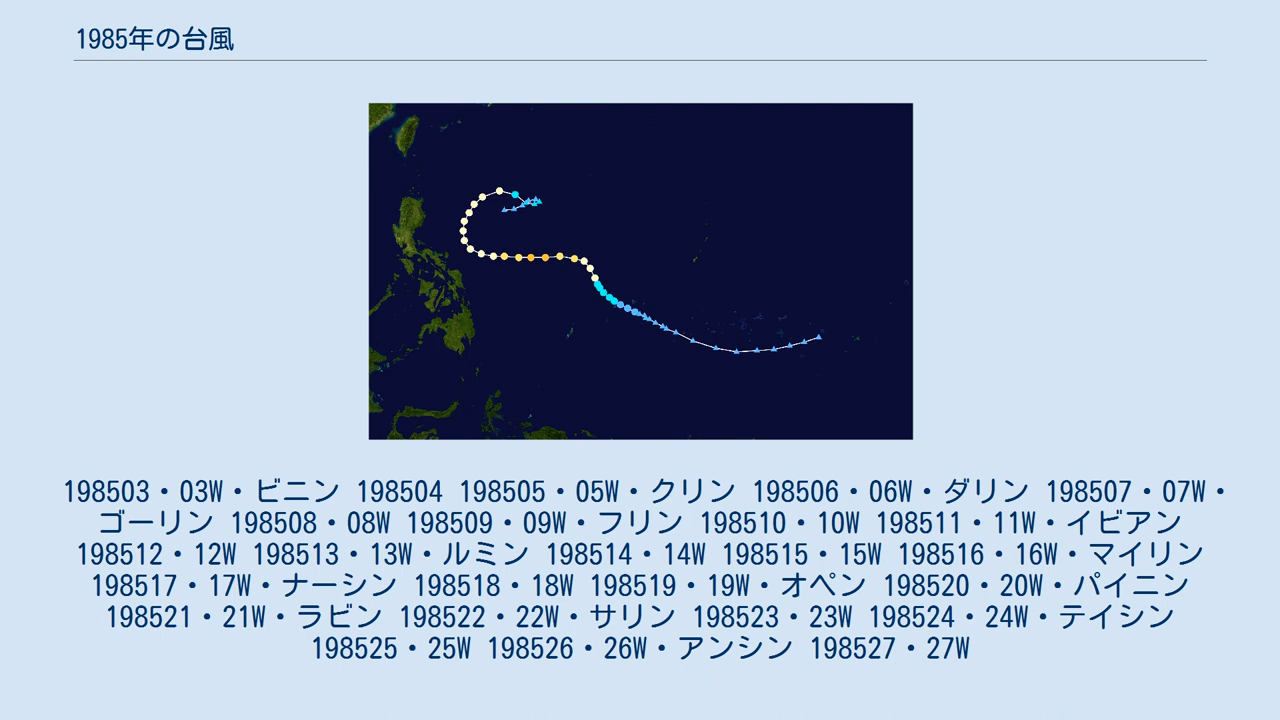 1985年の台風
198503・03W・ビニン 198504 198505・05W・クリン 198506・06W・ダリン 198507・07W・
ゴーリン 198508・08W 198509・09W・フリン 198510・10W 198511・11W・イビアン
198512・12W 198513・13W・ルミン 198514・14W 198515・15W 198516・16W・マイリン
198517・17W・ナーシン 198518・18W 198519・19W・オペン 198520・20W・パイニン
198521・21W・ラビン 198522・22W・サリン 198523・23W 198524・24W・テイシン
198525・25W 198526・26W・アンシン 198527・27W